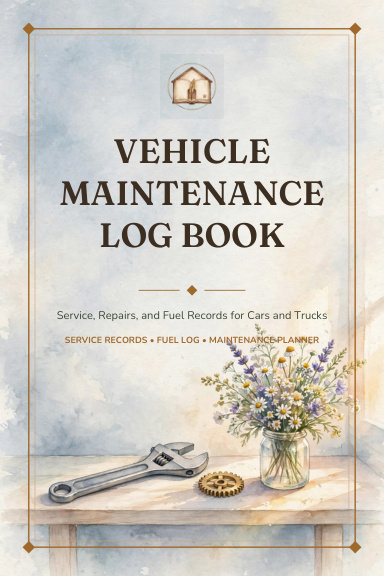 VEHICLE
MAINTENANCE
LOG BOOK
Service, Repairs, and Fuel Records for Cars and Trucks
SERVICE RECORDS • FUEL LOG • MAINTENANCE PLANNER